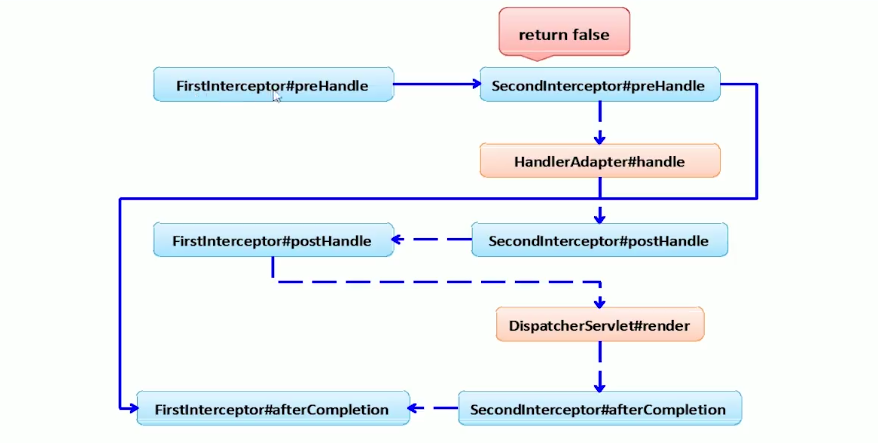 return false
FirstInterceptor#preHandle
SecondInterceptor#preHandle
HandlerAdapter#handle
FirstInterceptor#postHandle
SecondInterceptor#postHandle
DispatcherServlet#render
FirstInterceptor#afterCompletion
SecondInterceptor#afterCompletion